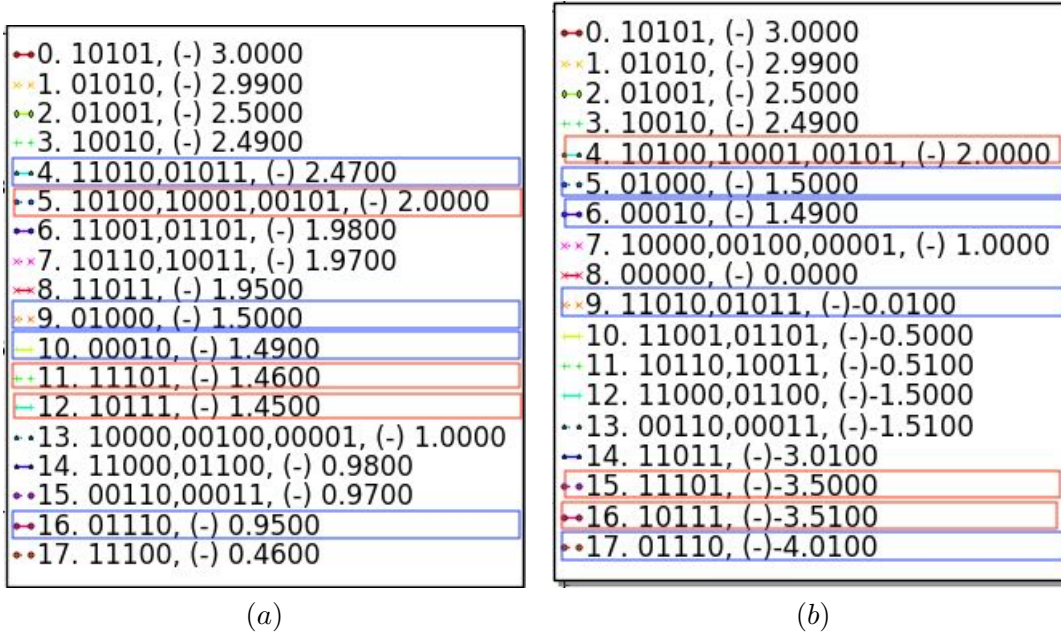 0. 10101, (-) 3.0000
1. 01010, (-) 2.9900
2. 01001, (-) 2.5000
3. 10010, (-) 2.4900
4. 11010,01011, (-) 2.4700
5. 10100,10001,00101, (-) 2.0000
6. 11001,01101, (-) 1.9800
7. 10110,10011, (-) 1.9700
8. 11011, (-) 1.9500
9. 01000, (-) 1.5000
10. 00010, (-) 1.4900
11. 11101, (-) 1.4600
12. 10111, (-) 1.4500
13. 10000,00100,00001, (-) 1.0000
14. 11000,01100, (-) 0.9800
15. 00110,00011, (-) 0.9700
16. 01110, (-) 0.9500
17. 11100, (-) 0.4600
(a)
0. 10101, (-) 3.0000
1. 01010, (-) 2.9900
2. 01001, (-) 2.5000
3. 10010, (-) 2.4900
4. 10100,10001,00101, (-) 2.0000
5. 01000, (-) 1.5000
6. 00010, (-) 1.4900
7. 10000,00100,00001, (-) 1.0000
8. 00000, (-) 0.0000
9. 11010,01011, (-)-0.0100
10. 11001,01101, (-)-0.5000
11. 10110,10011, (-)-0.5100
12. 11000,01100, (-)-1.5000
13. 00110,00011, (-)-1.5100
14. 11011, (-)-3.0100
15. 11101, (-)-3.5000
16. 10111, (-)-3.5100
17. 01110, (-)-4.0100
(b)